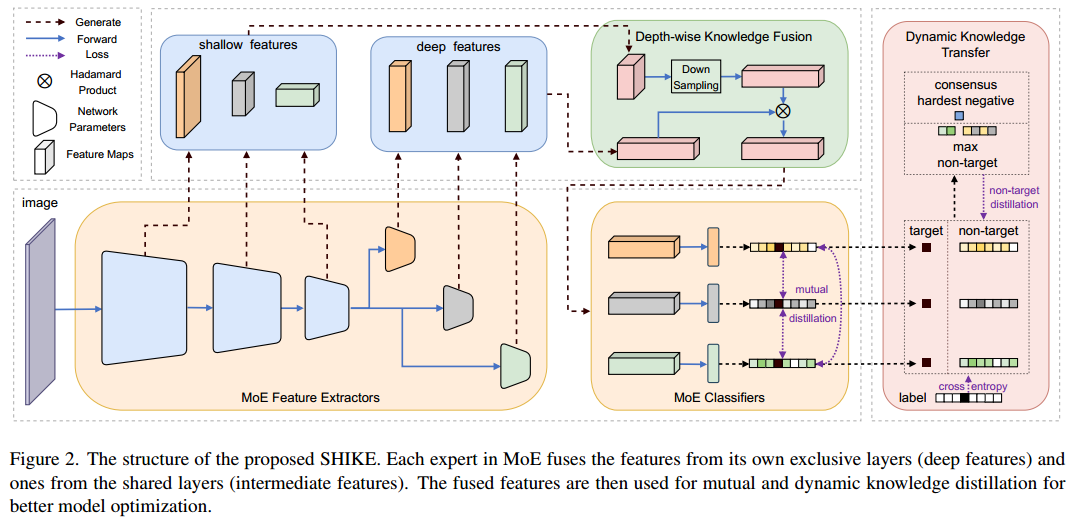 Generate
Forward
Loss
Hadamard
Product
Network
Parameters
Feature Maps
shallow features
deep features
Depth-wise Knowledge Fusion
Down
Sampling
Dynamic Knowledge
Transfer
consensus
hardest negative
max
non-target
non-target
distillation
image
target
non-target
mutual
distillation
cross entropy
label
MoE Feature Extractors
MoE Classifiers
Figure 2. The structure of the proposed SHIKE. Each expert in MoE fuses the features from its own exclusive layers (deep features) and
ones from the shared layers (intermediate features). The fused features are then used for mutual and dynamic knowledge distillation for
better model optimization.